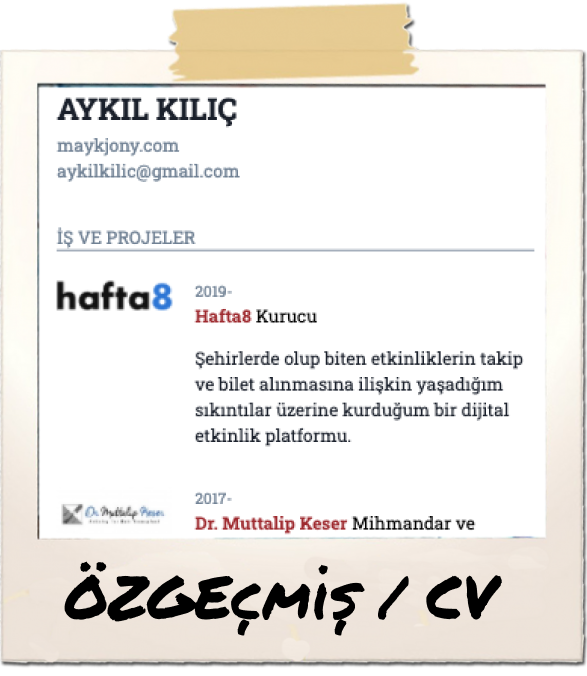 AYKIL KILIÇ
maykjony.com
aykilkilic@gmail.com
İŞ VE PROJELER
hafta8
2019-
Hafta8 Kurucu
Şehirlerde olup biten etkinliklerin takip
ve bilet alınmasına ilişkin yaşadığım
sıkıntılar üzerine kurduğum bir dijital
etkinlik platformu.
Dr. Muttalip Keser
2017-
Dr. Muttalip Keser Mihmandar ve
ÖZGEÇMİŞ / CV